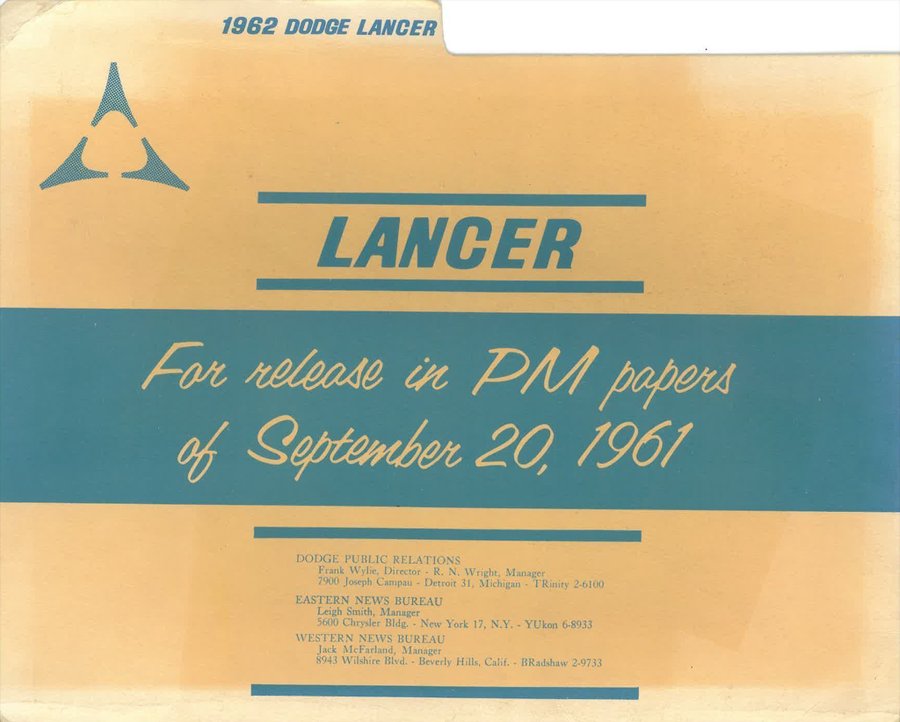 1962 DODGE LANCER
LANCER
For release in PM papers
of September 20, 1961
DODGE PUBLIC RELATIONS
Frank Wylie, Director - R. N. Wright, Manager
7900 Joseph Campau - Detroit 31, Michigan - TRinity 2-6100
EASTERN NEWS BUREAU
Leigh Smith, Manager
5600 Chrysler Bldg. - New York 17, N.Y. - YUkon 6-8933
WESTERN NEWS BUREAU
Jack McFarland, Manager
8943 Wilshire Blvd. - Beverly Hills, Calif. - BRadshaw 2-9733